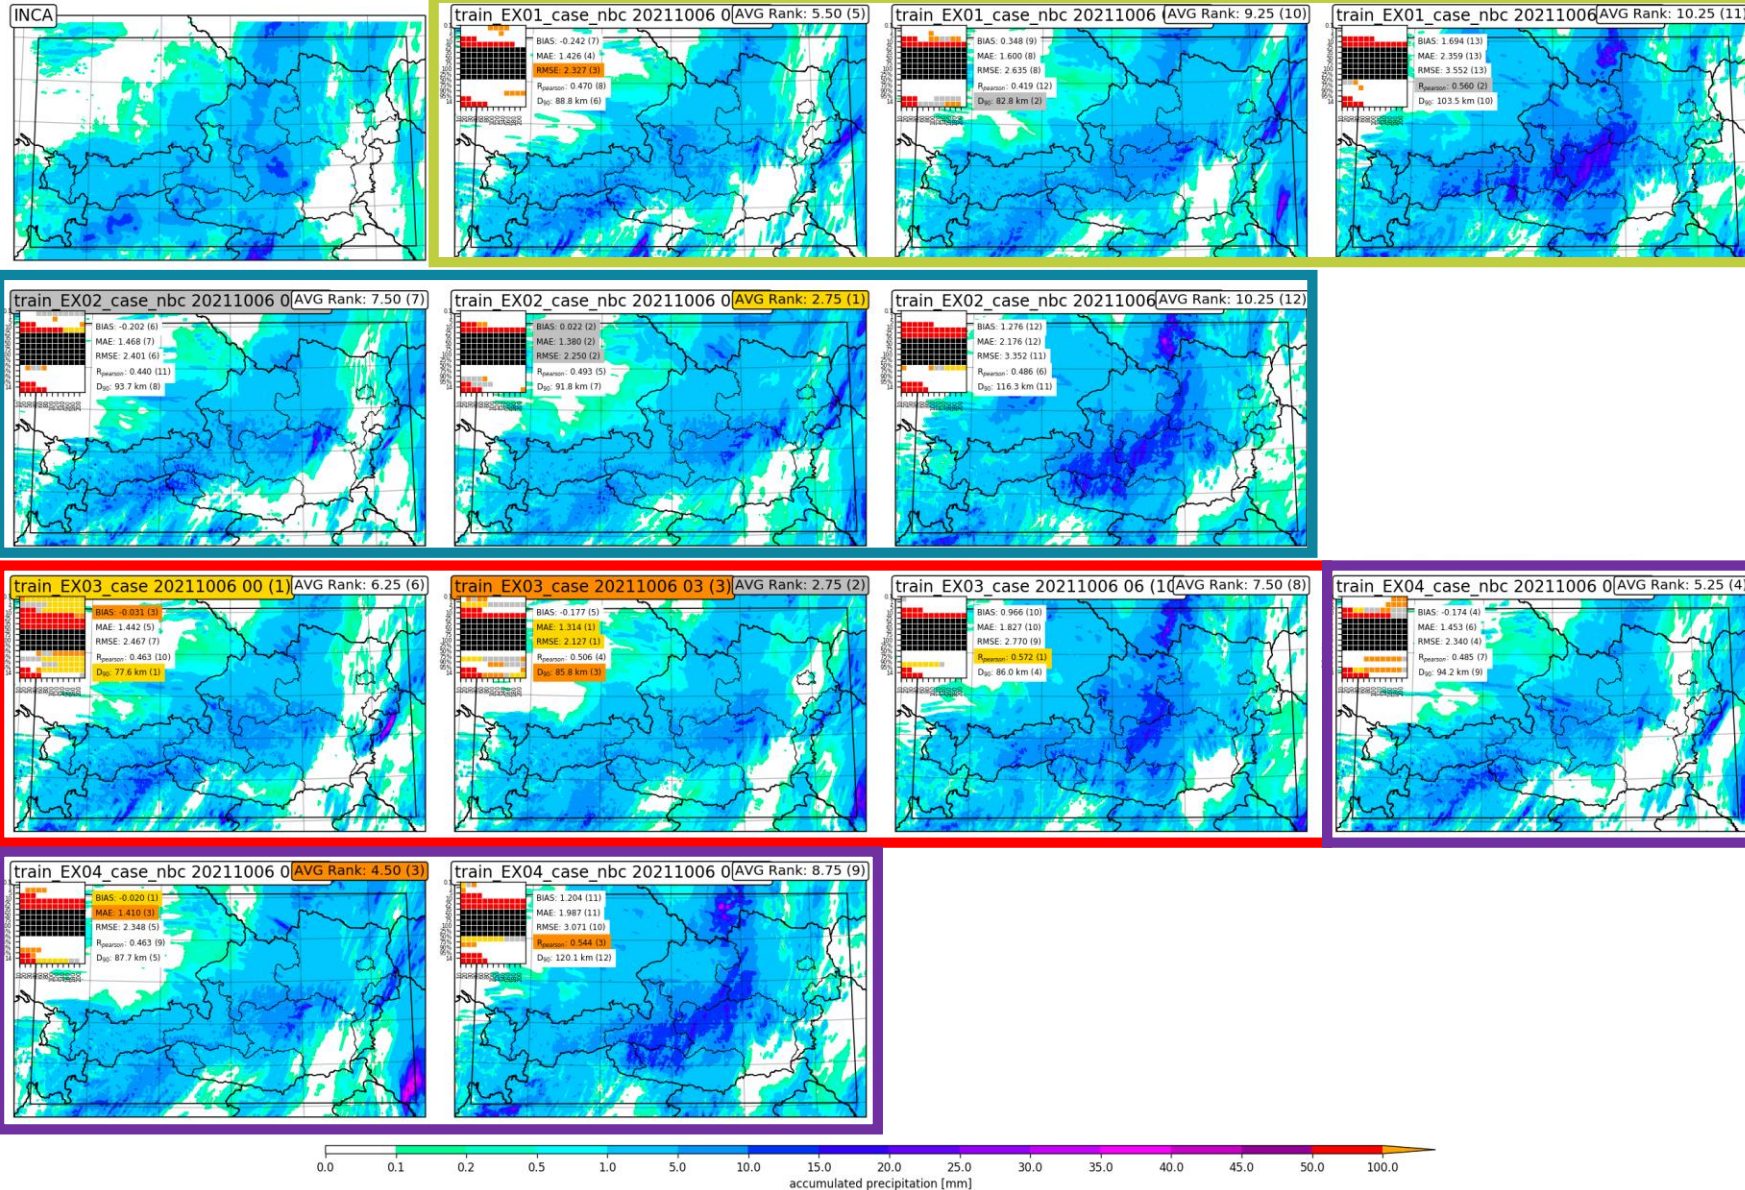 INCA
train_EX01_case_nbc 20211006 0
AVG Rank: 5.50 (5)
BIAS: -0.242 (7)
MAE: 1.426 (4)
RMSE: 2.327 (3)
Rpearson: 0.470 (8)
D90: 88.8 km (6)
train_EX01_case_nbc 20211006
AVG Rank: 9.25 (10)
BIAS: 0.348 (9)
MAE: 1.600 (8)
RMSE: 2.635 (8)
Rpearson: 0.419 (12)
D90: 82.8 km (2)
train_EX01_case_nbc 20211006
AVG Rank: 10.25 (11)
BIAS: 1.694 (13)
MAE: 2.359 (13)
RMSE: 3.552 (13)
Rpearson: 0.560 (2)
D90: 103.5 km (10)
train_EX02_case_nbc 20211006 0
AVG Rank: 7.50 (7)
BIAS: -0.202 (6)
MAE: 1.468 (7)
RMSE: 2.401 (6)
Rpearson: 0.440 (11)
D90: 93.7 km (8)
train_EX02_case_nbc 20211006 0
AVG Rank: 2.75 (1)
BIAS: 0.022 (2)
MAE: 1.380 (2)
RMSE: 2.250 (2)
Rpearson: 0.493 (5)
D90: 91.8 km (7)
train_EX02_case_nbc 20211006
AVG Rank: 10.25 (12)
BIAS: 1.276 (12)
MAE: 2.176 (12)
RMSE: 3.352 (11)
Rpearson: 0.486 (6)
D90: 116.3 km (11)
train_EX03_case 20211006 00 (1)
AVG Rank: 6.25 (6)
BIAS: -0.031 (3)
MAE: 1.442 (5)
RMSE: 2.467 (7)
Rpearson: 0.463 (10)
D90: 77.6 km (1)
train_EX03_case 20211006 03 (3)
AVG Rank: 2.75 (2)
BIAS: -0.177 (5)
MAE: 1.314 (1)
RMSE: 2.127 (1)
Rpearson: 0.506 (4)
D90: 85.8 km (3)
train_EX03_case 20211006 06 (10
AVG Rank: 7.50 (8)
BIAS: 0.966 (10)
MAE: 1.827 (10)
RMSE: 2.770 (9)
Rpearson: 0.572 (1)
D90: 86.0 km (4)
train_EX04_case_nbc 20211006 0
AVG Rank: 5.25 (4)
BIAS: -0.174 (4)
MAE: 1.453 (6)
RMSE: 2.340 (4)
Rpearson: 0.485 (7)
D90: 94.2 km (9)
train_EX04_case_nbc 20211006 0
AVG Rank: 4.50 (3)
BIAS: -0.020 (1)
MAE: 1.410 (3)
RMSE: 2.348 (5)
Rpearson: 0.463 (9)
D90: 87.7 km (5)
train_EX04_case_nbc 20211006 0
AVG Rank: 8.75 (9)
BIAS: 1.204 (11)
MAE: 1.987 (11)
RMSE: 3.071 (10)
Rpearson: 0.544 (3)
D90: 120.1 km (12)
0.0 0.1 0.2 0.5 1.0 5.0 10.0 15.0 20.0 25.0 30.0 35.0 40.0 45.0 50.0 100.0
accumulated precipitation [mm]